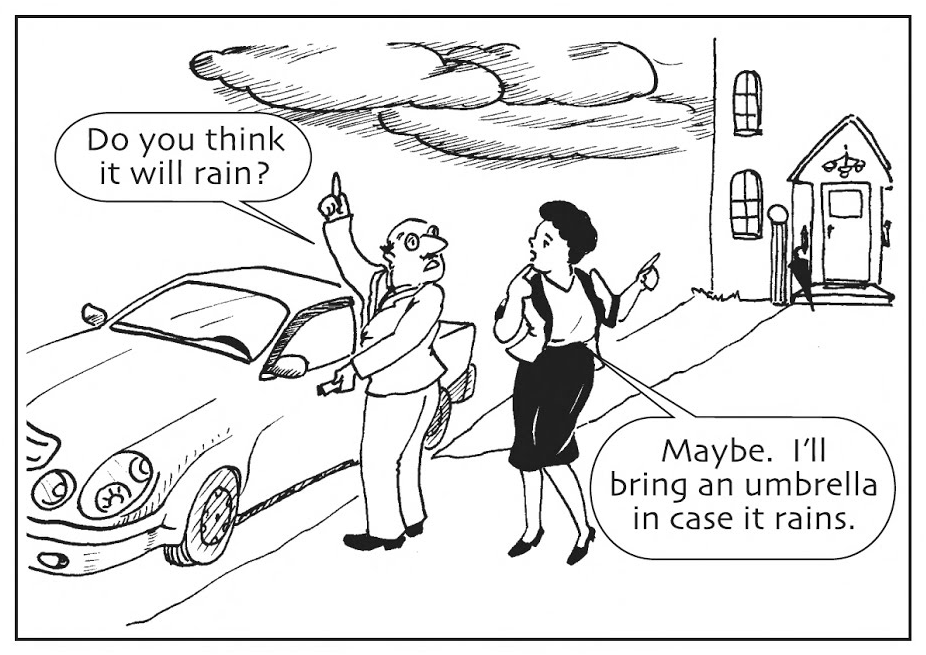 Do you think
it will rain?
Maybe. I'll
bring an umbrella
in case it rains.